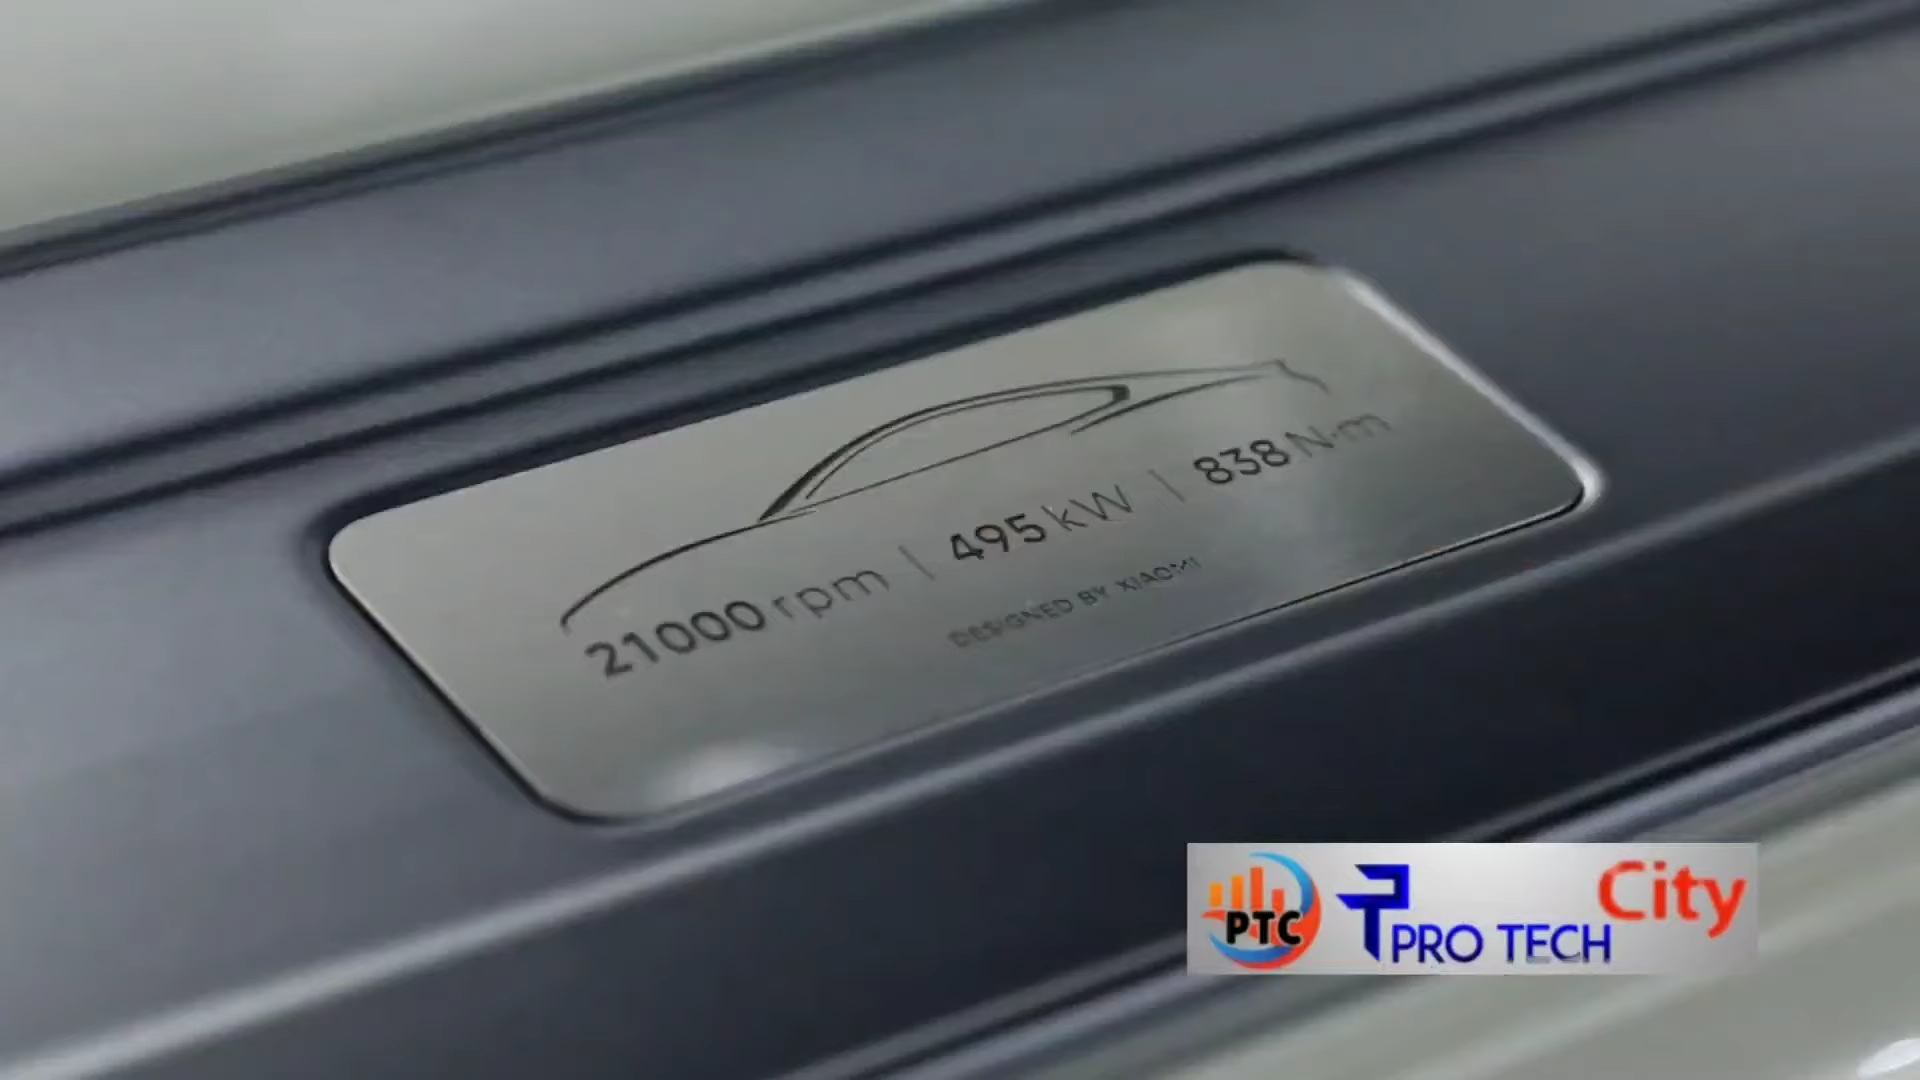 21000 rpm | 495 kW | 838 N·m
DESIGNED BY XIAOMI
PTC
PRO TECH City